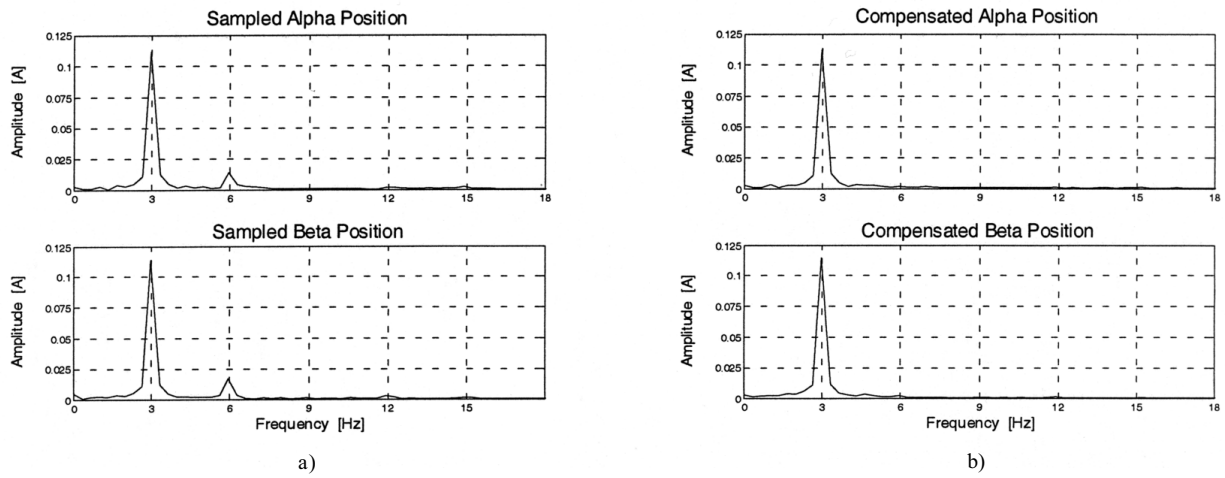 Sampled Alpha Position
0.125
0.1
0.075
0.05
0.025
0
Amplitude [A]
0 3 6 9 12 15 18
Sampled Beta Position
0.125
0.1
0.075
0.05
0.025
0
Amplitude [A]
0 3 6 9 12 15 18
Frequency [Hz]
a)
Compensated Alpha Position
0.125
0.1
0.075
0.05
0.025
0
Amplitude [A]
0 3 6 9 12 15 18
Compensated Beta Position
0.125
0.1
0.075
0.05
0.025
0
Amplitude [A]
0 3 6 9 12 15 18
Frequency [Hz]
b)